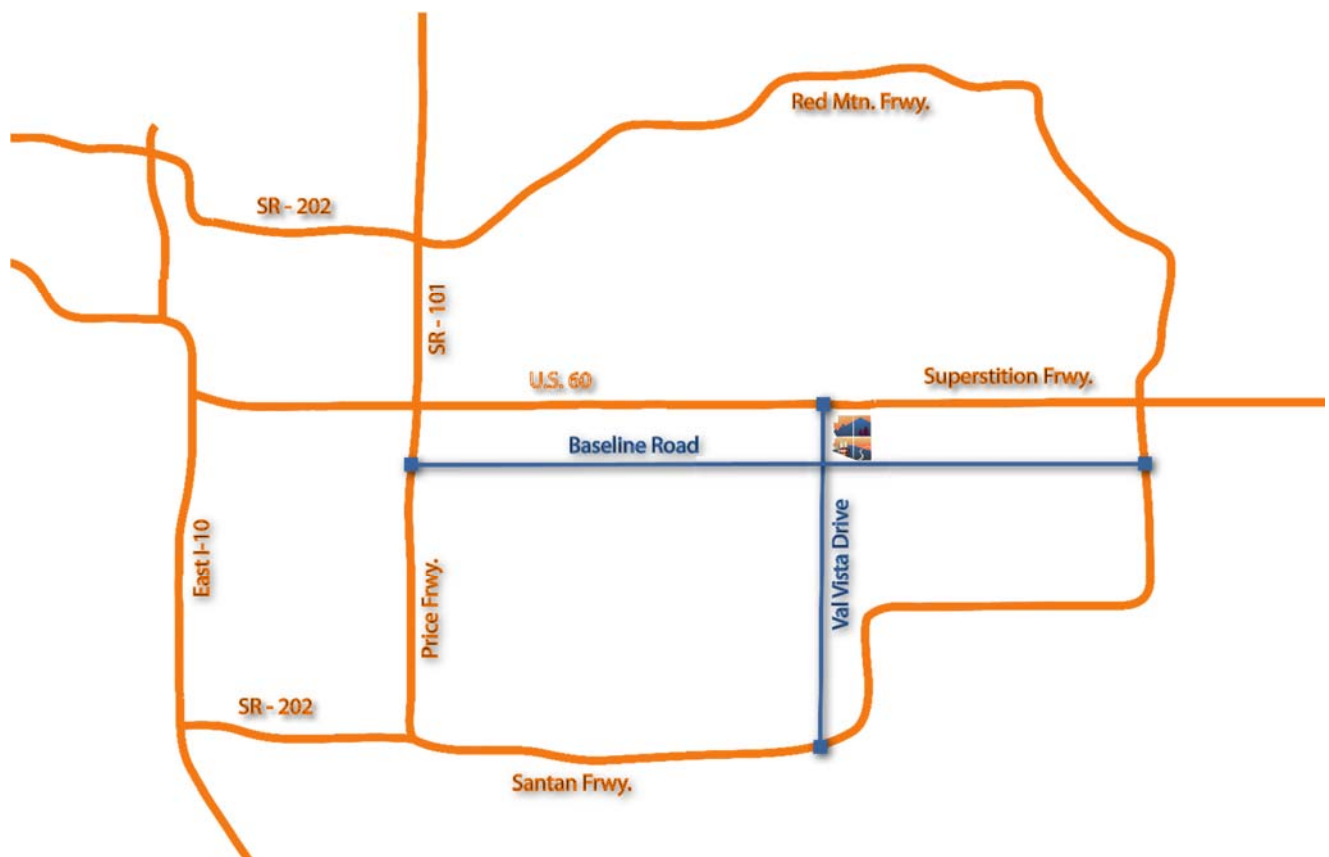 Red Mtn. Frwy.
SR - 202
SR - 101
U.S. 60
Superstition Frwy.
Baseline Road
East I-10
Price Frwy.
Val Vista Drive
SR - 202
Santan Frwy.